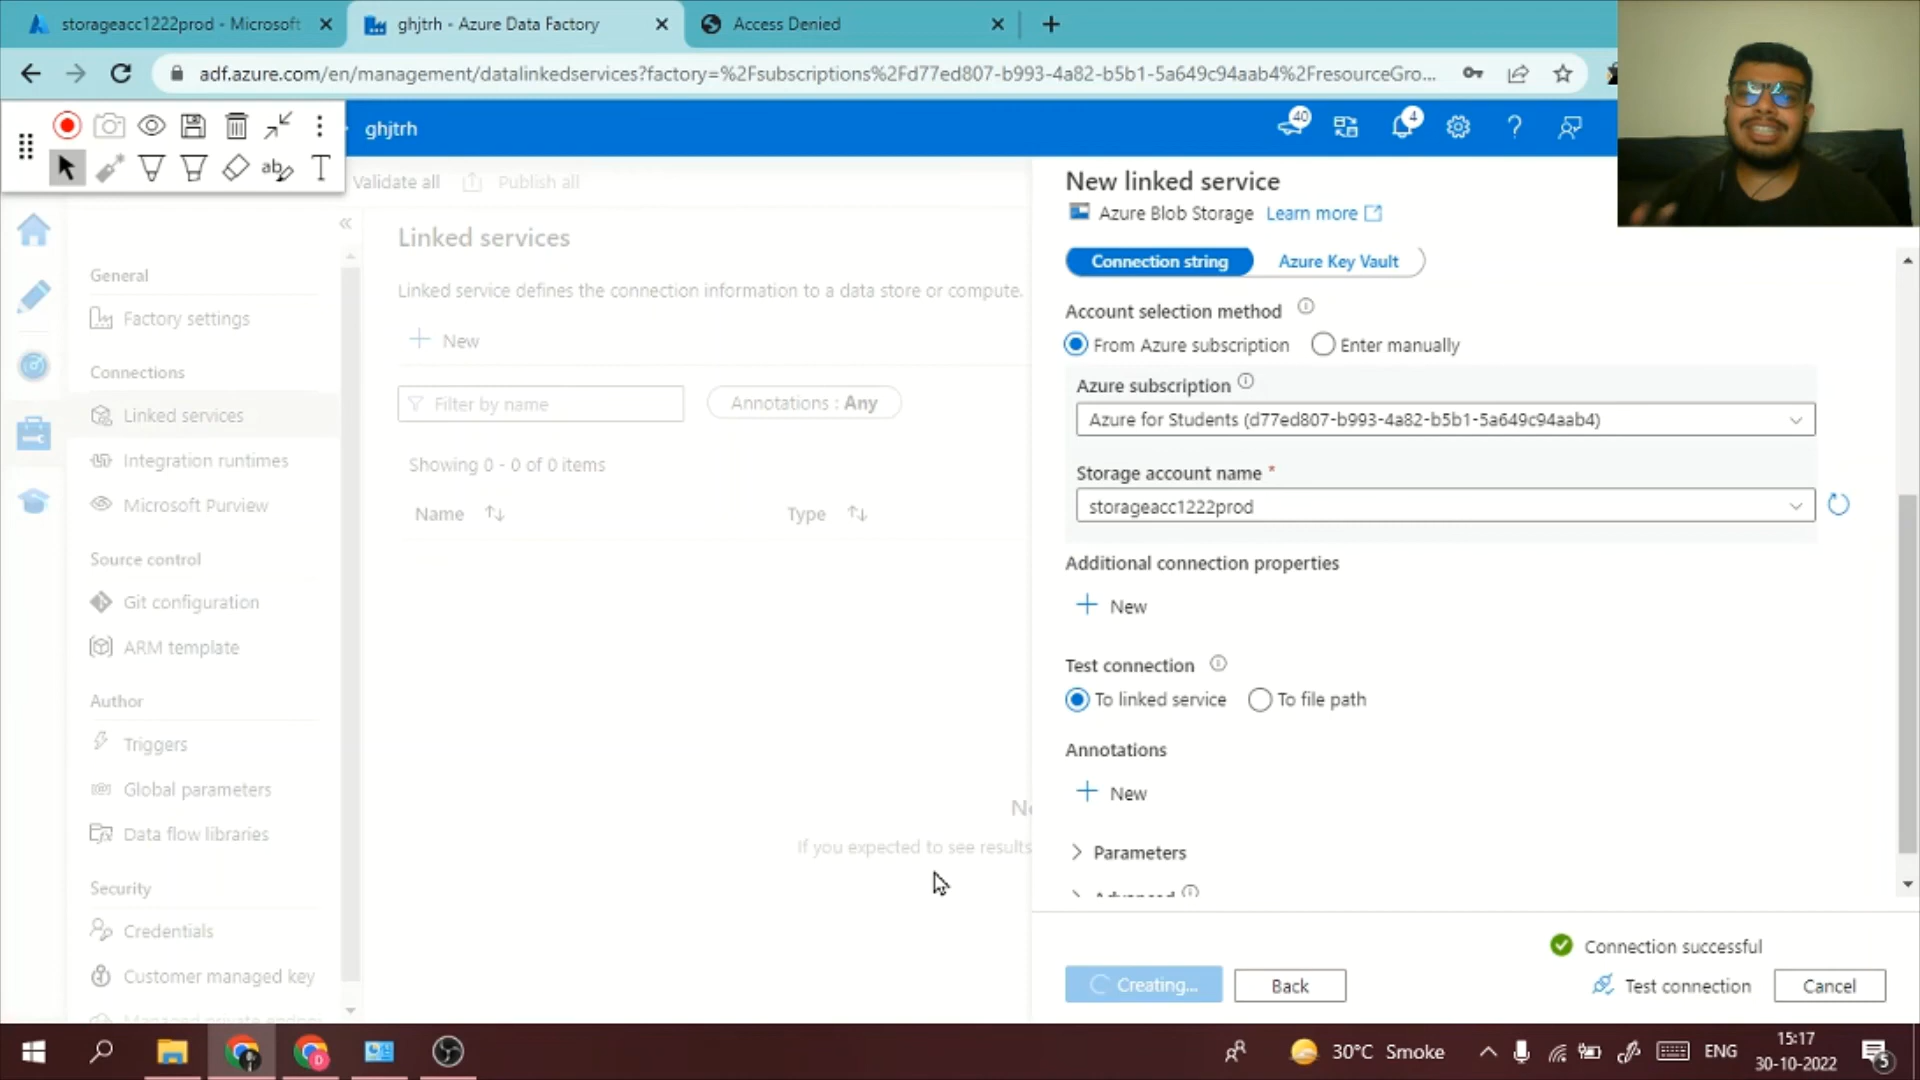 storageacc1222prod - Microsoft
ghjtrh - Azure Data Factory
Access Denied
adf.azure.com/en/management/datalinkedservices?factory=%2Fsubscriptions%2Fd77ed807-b993-4a82-b5b1-5a649c94aab4%2FresourceGro...
ghjtrh
40
4
T
Validate all
Publish all
General
Factory settings
Connections
Linked services
Integration runtimes
Microsoft Purview
Source control
Git configuration
ARM template
Author
Triggers
Global parameters
Data flow libraries
Security
Credentials
Customer managed key
Linked services
Linked service defines the connection information to a data store or compute.
New
Filter by name
Annotations : Any
Showing 0 - 0 of 0 items
Name
Type
If you expected to see results
New linked service
Azure Blob Storage Learn more
Connection string
Azure Key Vault
Account selection method
From Azure subscription
Enter manually
Azure subscription
Azure for Students (d77ed807-b993-4a82-b5b1-5a649c94aab4)
Storage account name *
storageacc1222prod
Additional connection properties
New
Test connection
To linked service
To file path
Annotations
New
Parameters
Connection successful
Creating...
Back
Test connection
Cancel
30°C Smoke
ENG
15:17
30-10-2022
5